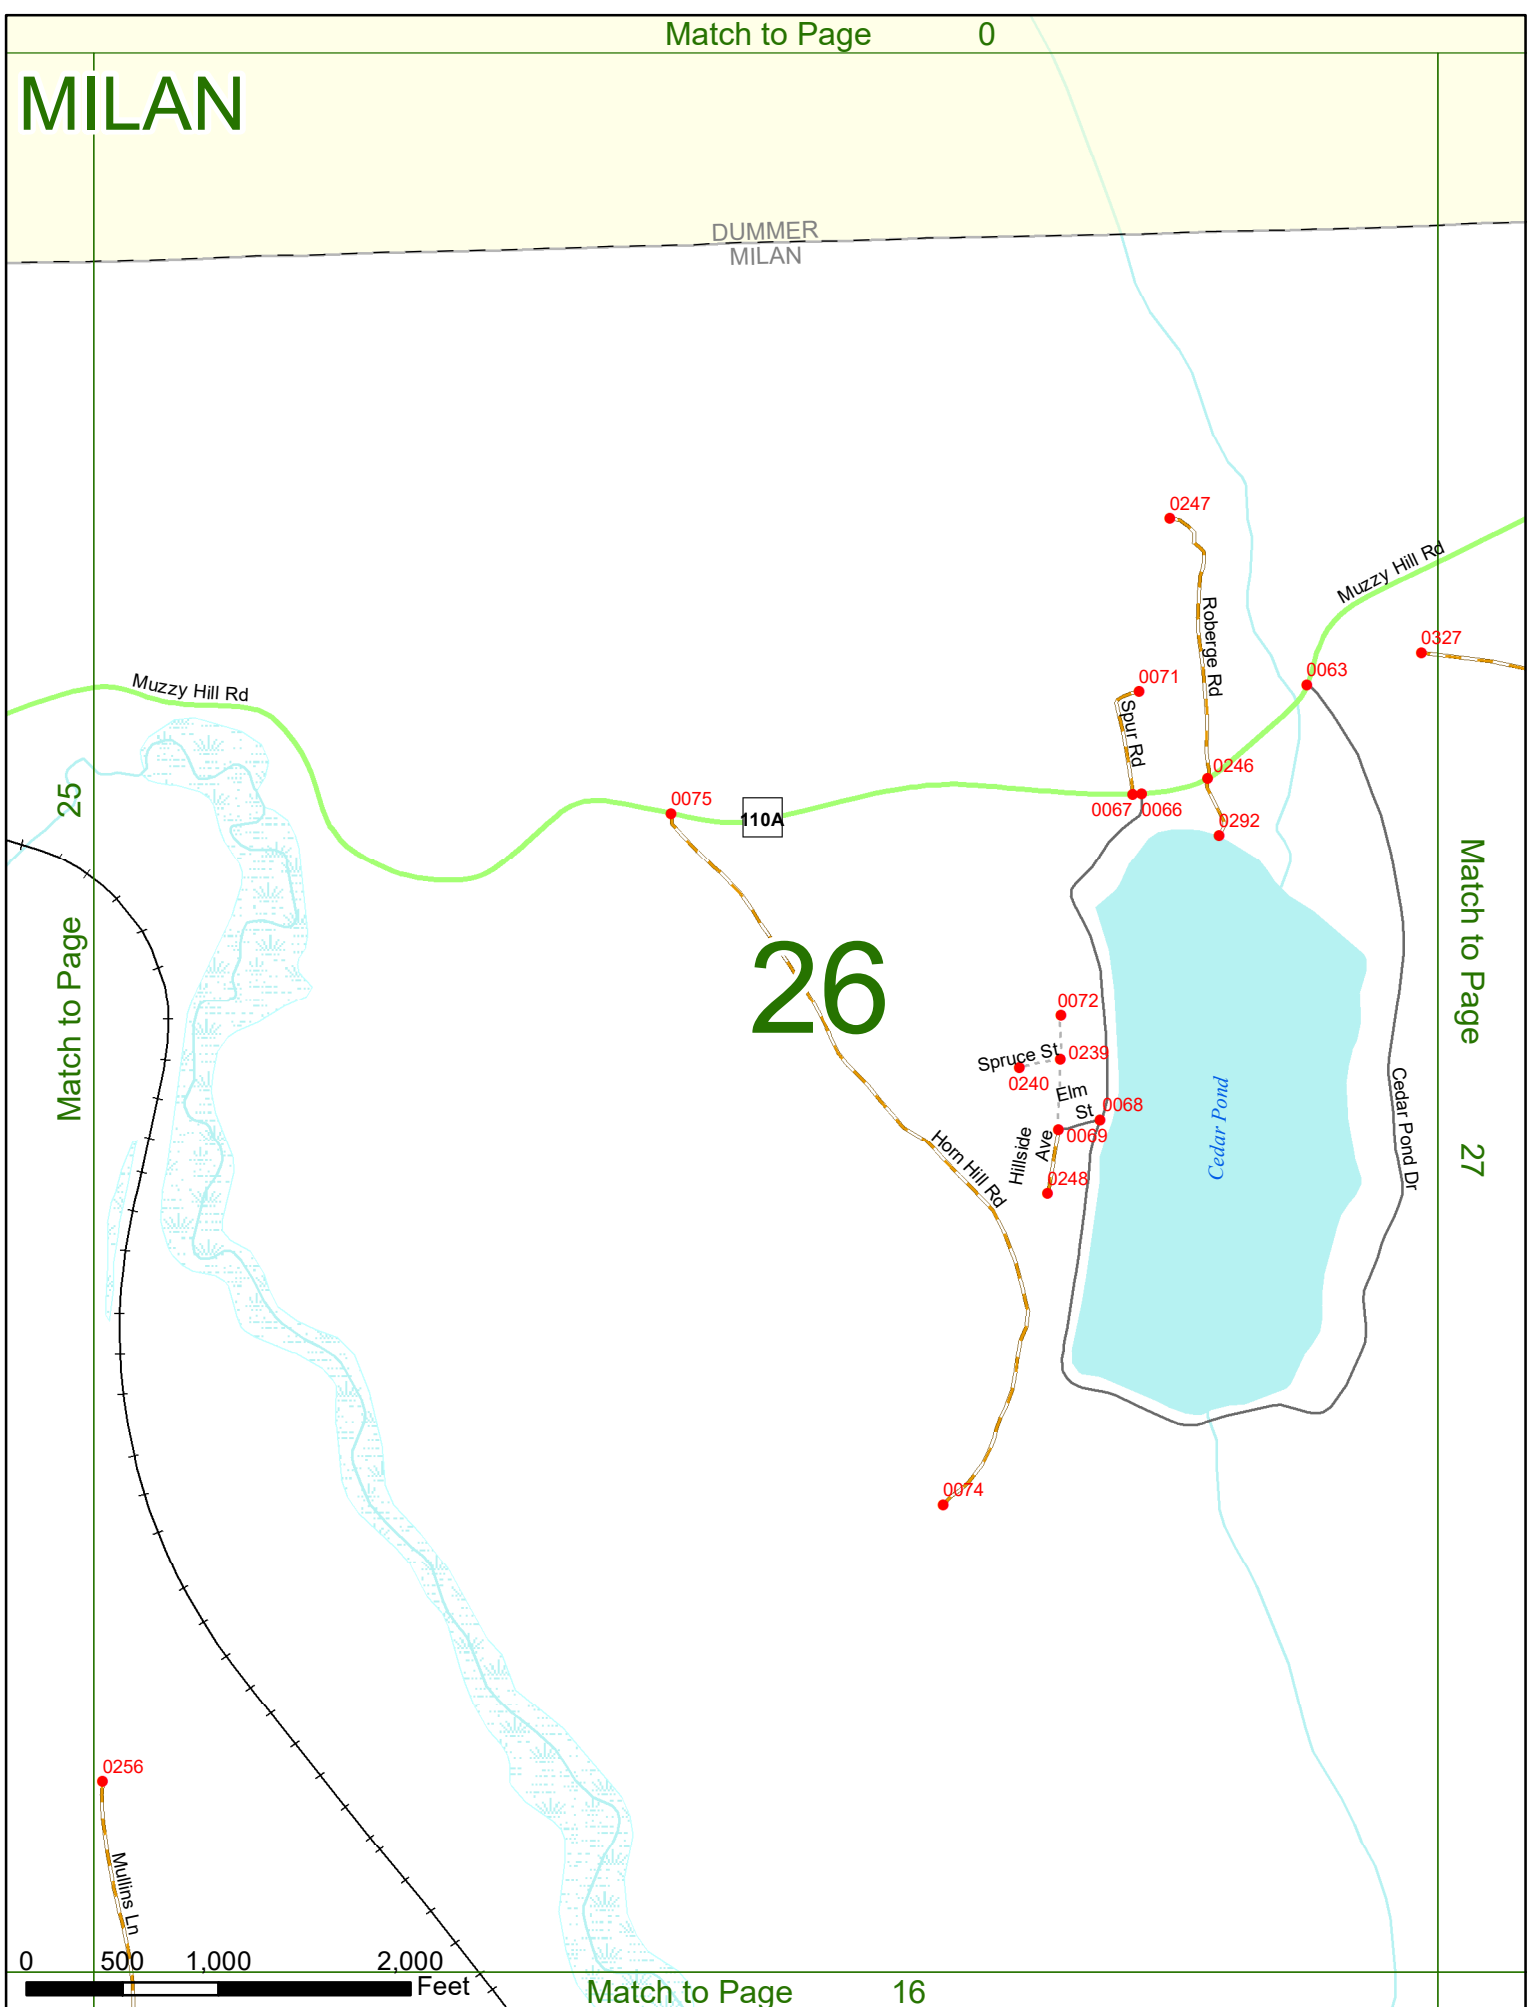 Match to Page 0
MILAN
DUMMER
MILAN
0247
Muzzy Hill Rd
Roberge Rd
0327
0063
0071
Muzzy Hill Rd
Spur Rd
0246
25
0075
110A
0067
0066
0292
Match to Page
26
Match to Page
0072
Spruce St
0239
0240
Elm
St
0068
Cedar Pond
Cedar Pond Dr
Hillside
Ave
0069
Horn Hill Rd
27
0248
0074
0256
Mullins Ln
0 500 1,000 2,000
Feet
Match to Page 16